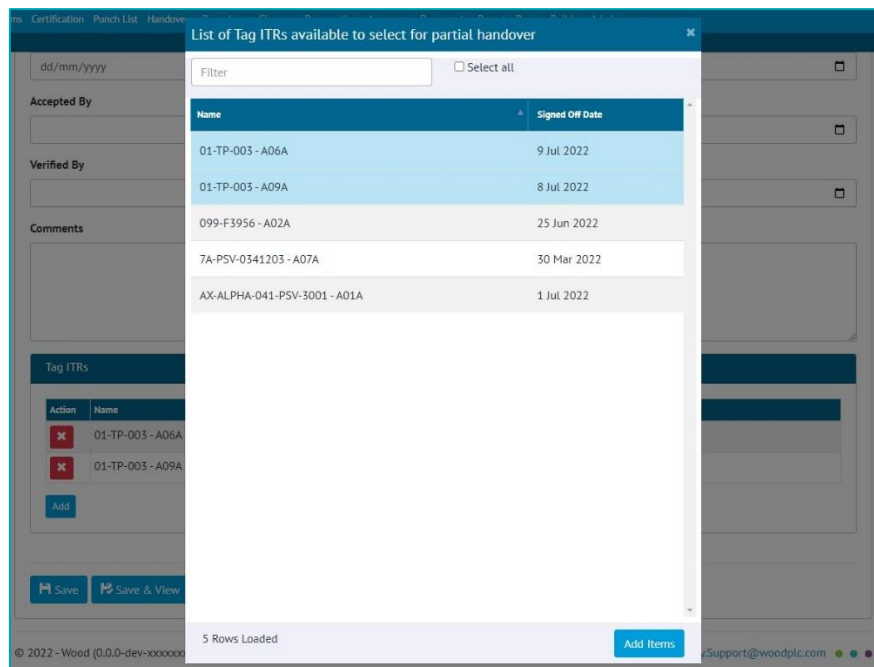 Certification Punch List Handove
List of Tag ITRs available to select for partial handover
dd/mm/yyyy
Filter
Select all
Accepted By
Name
Signed Off Date
01-TP-003 - A06A
9 Jul 2022
Verified By
01-TP-003 - A09A
8 Jul 2022
099-F3956 - A02A
25 Jun 2022
Comments
7A-PSV-0341203 - A07A
30 Mar 2022
AX-ALPHA-041-PSV-3001 - A01A
1 Jul 2022
Tag ITRs
Action Name
01-TP-003 - A06A
01-TP-003 - A09A
Add
Save
Save & View
5 Rows Loaded
Add Items
© 2022 - Wood (0.0.0-dev-xxxxxx
y.Support@woodplc.com